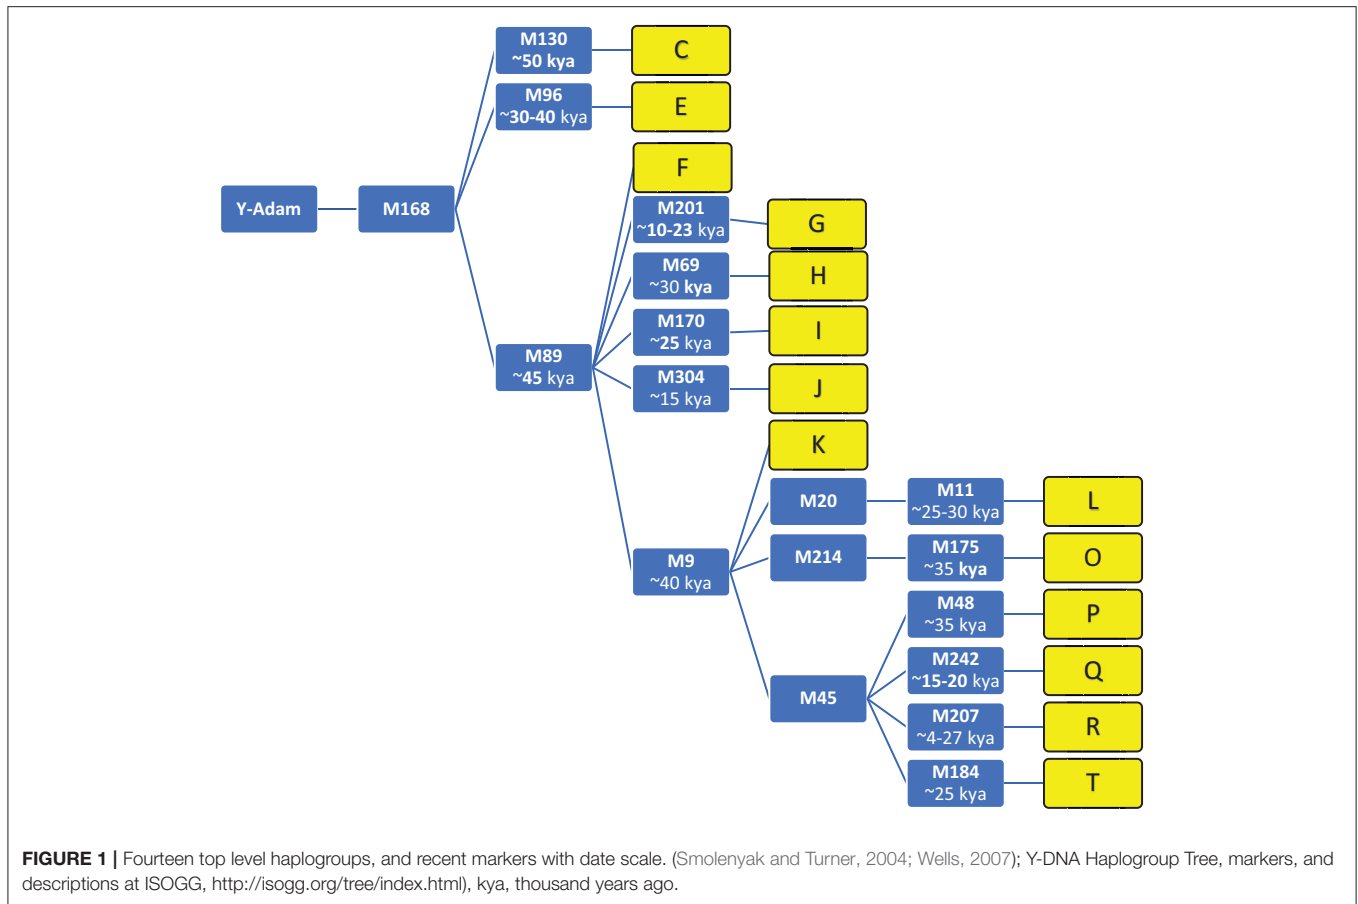 M130
~50 kya
C
M96
~30-40 kya
E
F
Y-Adam
M168
M201
~10-23 kya
G
M69
~30 kya
H
M170
~25 kya
I
M89
~45 kya
M304
~15 kya
J
K
M20
M11
~25-30 kya
L
M9
~40 kya
M214
M175
~35 kya
O
M48
~35 kya
P
M45
M242
~15-20 kya
Q
M207
~4-27 kya
R
M184
~25 kya
T
FIGURE 1 | Fourteen top level haplogroups, and recent markers with date scale. (Smolenyak and Turner, 2004; Wells, 2007); Y-DNA Haplogroup Tree, markers, and
descriptions at ISOGG, http://isogg.org/tree/index.html), kya, thousand years ago.